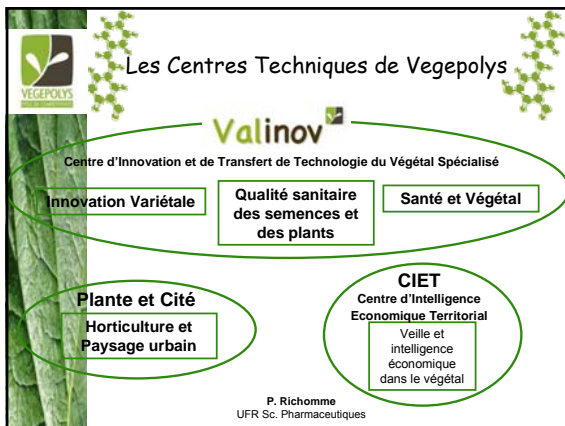 Les Centres Techniques de Vegepolys
VEGEPOLYS
Valinov
Centre d'Innovation et de Transfert de Technologie du Végétal Spécialisé
Innovation Variétale
Qualité sanitaire
des semences et
des plants
Santé et Végétal
Plante et Cité
Horticulture et
Paysage urbain
CIET
Centre d'Intelligence
Economique Territorial
Veille et
intelligence
économique
dans le végétal
P. Richomme
UFR Sc. Pharmaceutiques